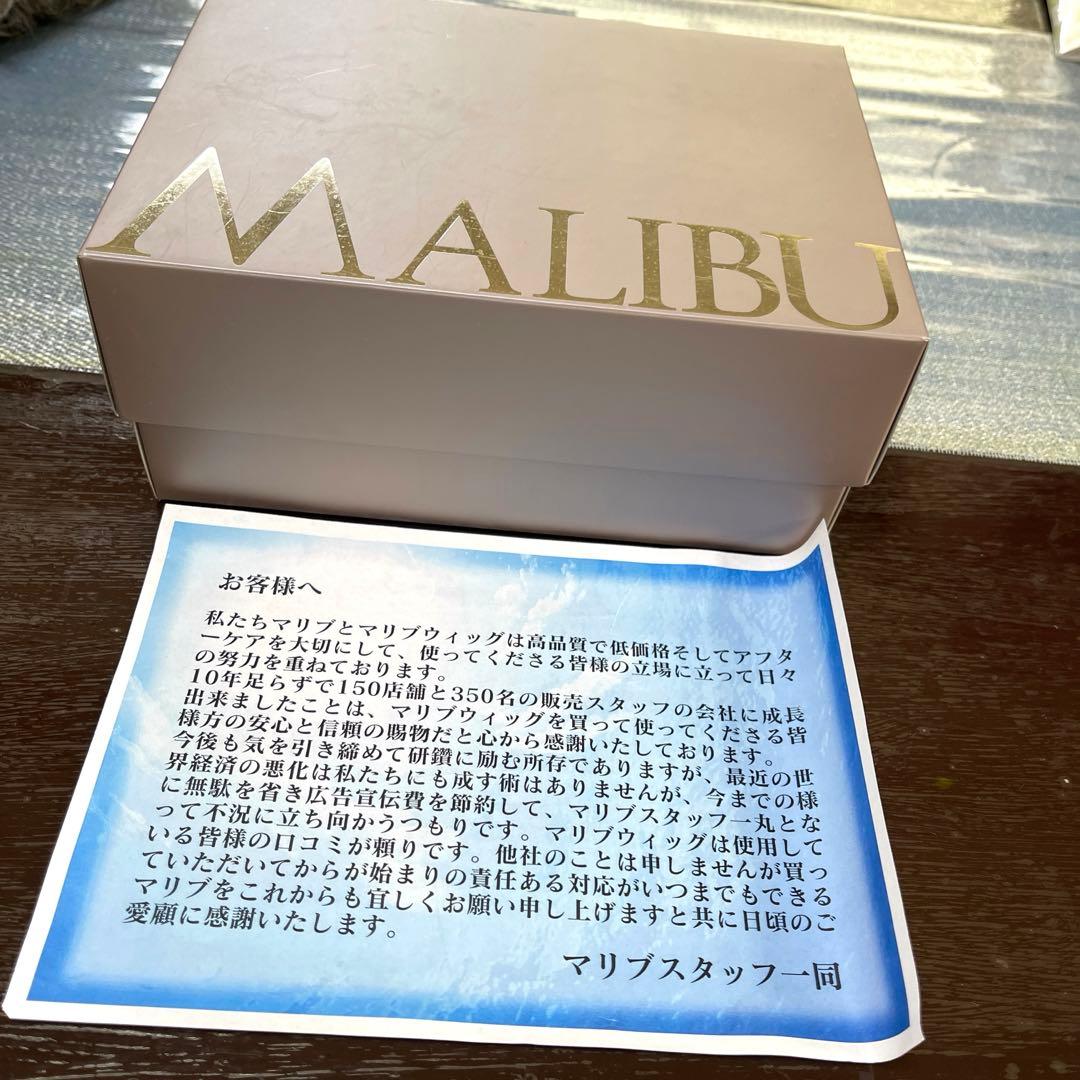 MALIBU
お客様へ
私たちマリブとマリブウィッグは高品質で低価格そしてアフタ
ーケアを大切にして、使ってくださる皆様の立場に立って日々
の努力を重ねております。
10年足らずで150店舗と350名の販売スタッフの会社に成長
出来ましたことは、マリブウィッグを買って使ってくださる皆
様方の安心と信頼の賜物だと心から感謝いたしております。
今後も気を引き締めて研鑽に励む所存でありますが、最近の世
界経済の悪化は私たちにも成す術はありませんが、今までの様
に無駄を省き広告宣伝費を節約して、マリブスタッフ一丸とな
って不況に立ち向かうつもりです。マリブウィッグは使用して
いる皆様の口コミが頼りです。他社のことは申しませんが買っ
ていただいてからが始まりの責任ある対応がいつまでもできる
マリブをこれからも宜しくお願い申し上げますと共に日頃のご
愛顧に感謝いたします。
マリブスタッフ一同